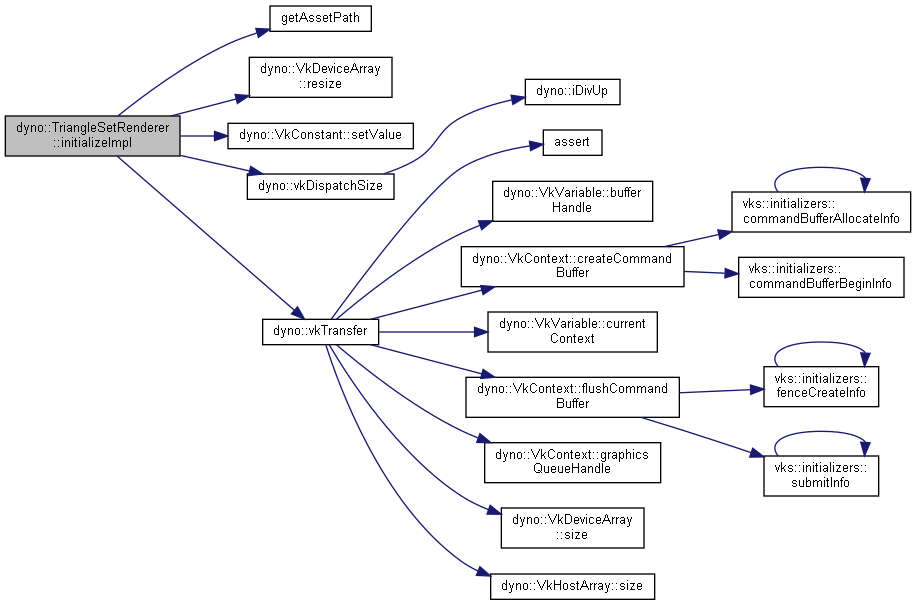 getAssetPath
dyno::VkDeviceArray
::resize
dyno::iDivUp
dyno::TriangleSetRenderer
::initializeImpl
dyno::VkConstant::setValue
assert
dyno::vkDispatchSize
dyno::VkVariable::buffer
Handle
vks::initializers::
commandBufferAllocateInfo
dyno::VkContext::createCommand
Buffer
vks::initializers::
commandBufferBeginInfo
dyno::vkTransfer
dyno::VkVariable::current
Context
dyno::VkContext::flushCommand
Buffer
vks::initializers::
fenceCreateInfo
dyno::VkContext::graphics
QueueHandle
vks::initializers::
submitInfo
dyno::VkDeviceArray
::size
dyno::VkHostArray::size